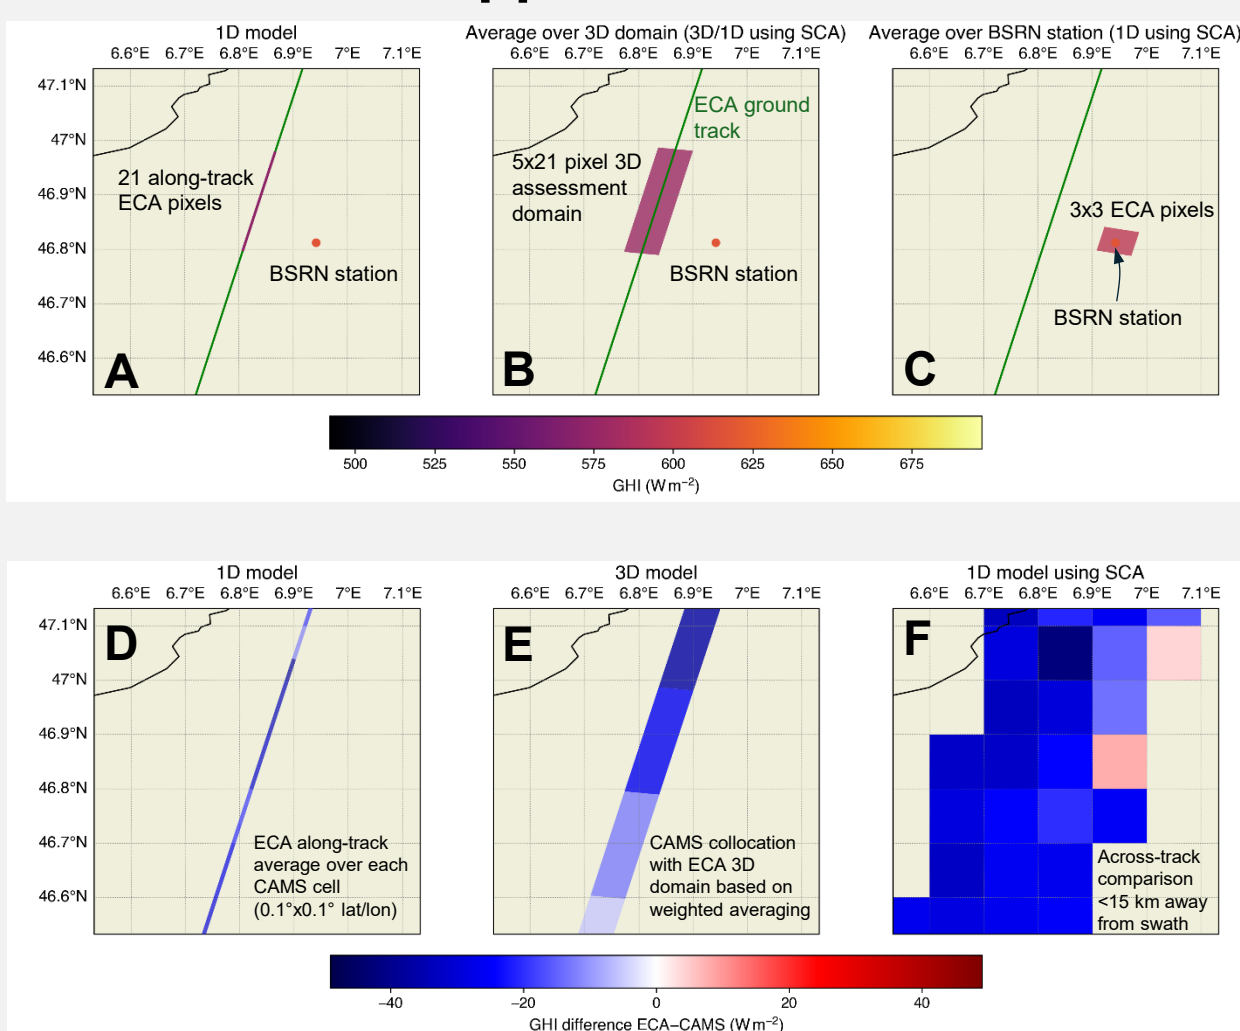 1D model
Average over 3D domain (3D/1D using SCA)
Average over BSRN station (1D using SCA)
6.6°E 6.7°E 6.8°E 6.9°E 7°E 7.1°E
6.6°E 6.7°E 6.8°E 6.9°E 7°E 7.1°E
6.6°E 6.7°E 6.8°E 6.9°E 7°E 7.1°E
47.1°N
47°N
46.9°N
46.8°N
46.7°N
46.6°N
21 along-track
ECA pixels
BSRN station
A
ECA ground
track
5x21 pixel 3D
assessment
domain
BSRN station
B
3x3 ECA pixels
BSRN station
C
500 525 550 575 600 625 650 675
GHI (W m⁻²)
1D model
3D model
1D model using SCA
6.6°E 6.7°E 6.8°E 6.9°E 7°E 7.1°E
6.6°E 6.7°E 6.8°E 6.9°E 7°E 7.1°E
6.6°E 6.7°E 6.8°E 6.9°E 7°E 7.1°E
47.1°N
47°N
46.9°N
46.8°N
46.7°N
46.6°N
D
ECA along-track
average over each
CAMS cell
(0.1°x0.1° lat/lon)
E
CAMS collocation
with ECA 3D
domain based on
weighted averaging
F
Across-track
comparison
<15 km away
from swath
−40 −20 0 20 40
GHI difference ECA−CAMS (W m⁻²)